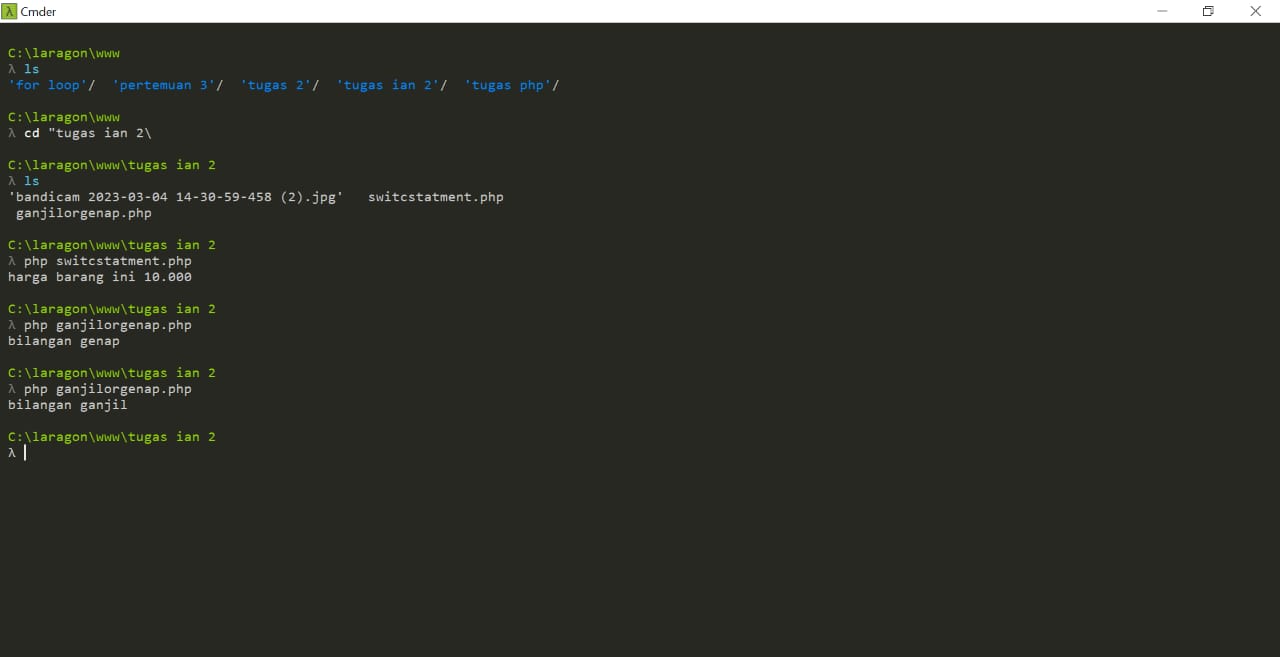 Cmder
C:\laragon\www
λ ls
'for loop'/  'pertemuan 3'/  'tugas 2'/  'tugas ian 2'/  'tugas php'/
C:\laragon\www
λ cd "tugas ian 2\
C:\laragon\www\tugas ian 2
λ ls
'bandicam 2023-03-04 14-30-59-458 (2).jpg'   switcstatment.php
ganjilorgenap.php
C:\laragon\www\tugas ian 2
λ php switcstatment.php
harga barang ini 10.000
C:\laragon\www\tugas ian 2
λ php ganjilorgenap.php
bilangan genap
C:\laragon\www\tugas ian 2
λ php ganjilorgenap.php
bilangan ganjil
C:\laragon\www\tugas ian 2
λ